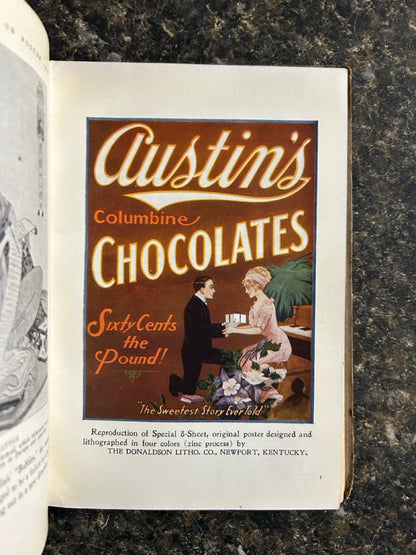 Austin's
Columbine
CHOCOLATES
Sixty Cents
the
Pound!
"The Sweetest Story Ever Told"
Reproduction of Special 8-Sheet, original poster designed and
lithographed in four colors (zinc process) by
THE DONALDSON LITHO. CO., NEWPORT, KENTUCKY.